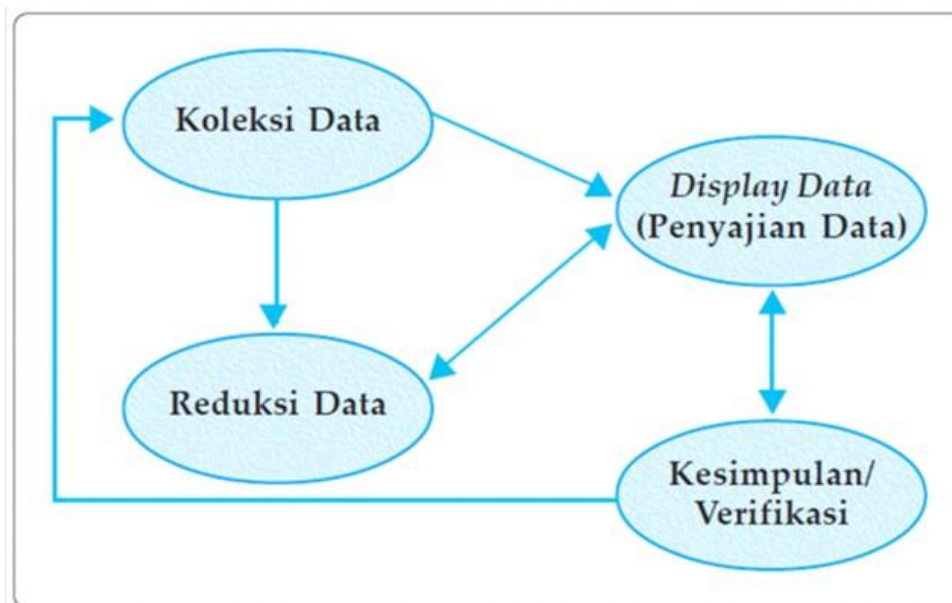 Koleksi Data
Display Data
(Penyajian Data)
Reduksi Data
Kesimpulan/
Verifikasi